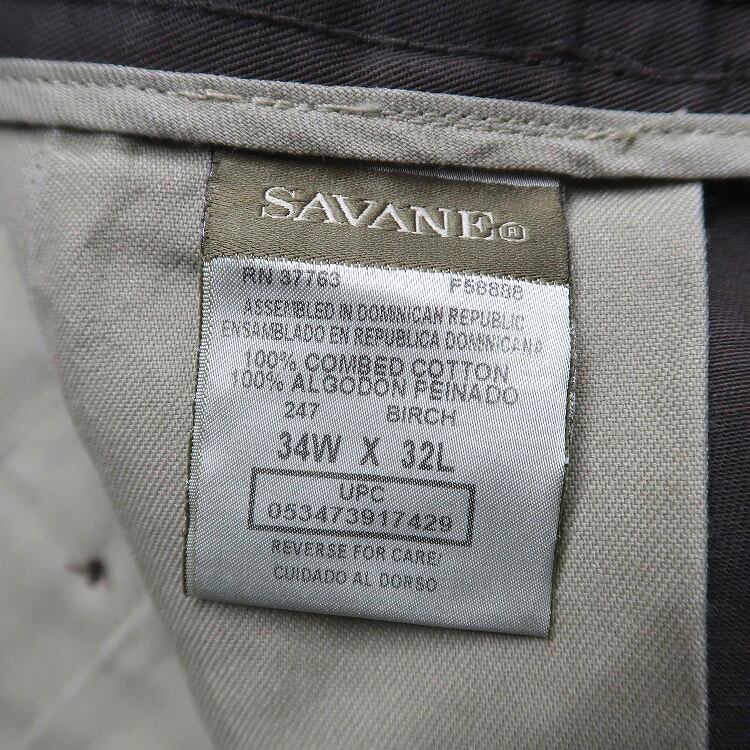 SAVANE®
RN 37763 F56888
ASSEMBLED IN DOMINICAN REPUBLIC
ENSAMBLADO EN REPUBLICA DOMINICANA
100% COMBED COTTON
100% ALGODON PEINADO
247 BIRCH
34W X 32L
UPC
053473917429
REVERSE FOR CARE/
CUIDADO AL DORSO